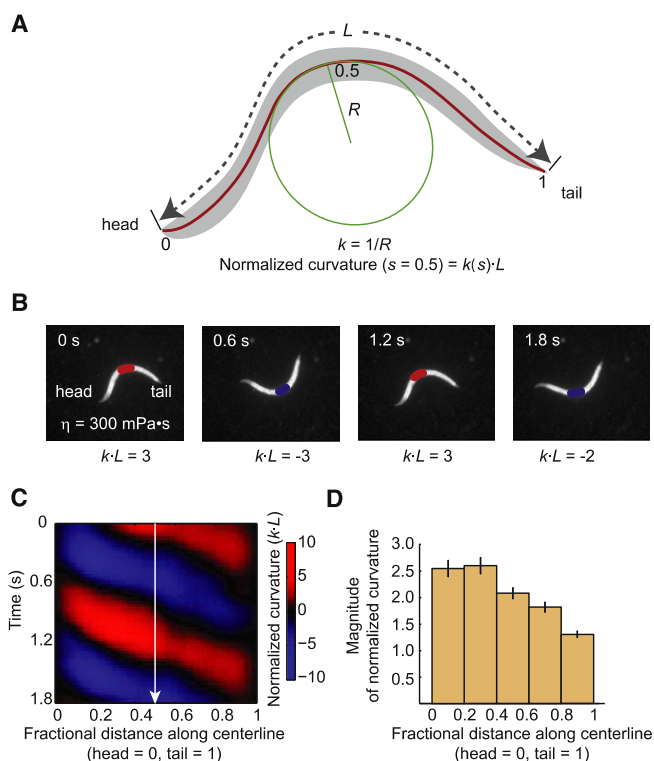 A
L
0.5
R
1
tail
head
0
k = 1/R
Normalized curvature (s = 0.5) = k(s)·L
B
0 s
head
tail
η = 300 mPa•s
k·L = 3
0.6 s
k·L = -3
1.2 s
k·L = 3
1.8 s
k·L = -2
C
Time (s)
0
0.6
1.2
1.8
0 0.2 0.4 0.6 0.8 1
Fractional distance along centerline
(head = 0, tail = 1)
Normalized curvature (k·L)
10
5
0
−5
−10
D
Magnitude
of normalized curvature
3.0
2.5
2.0
1.5
1.0
0.5
0 0.2 0.4 0.6 0.8 1
Fractional distance along centerline
(head = 0, tail = 1)